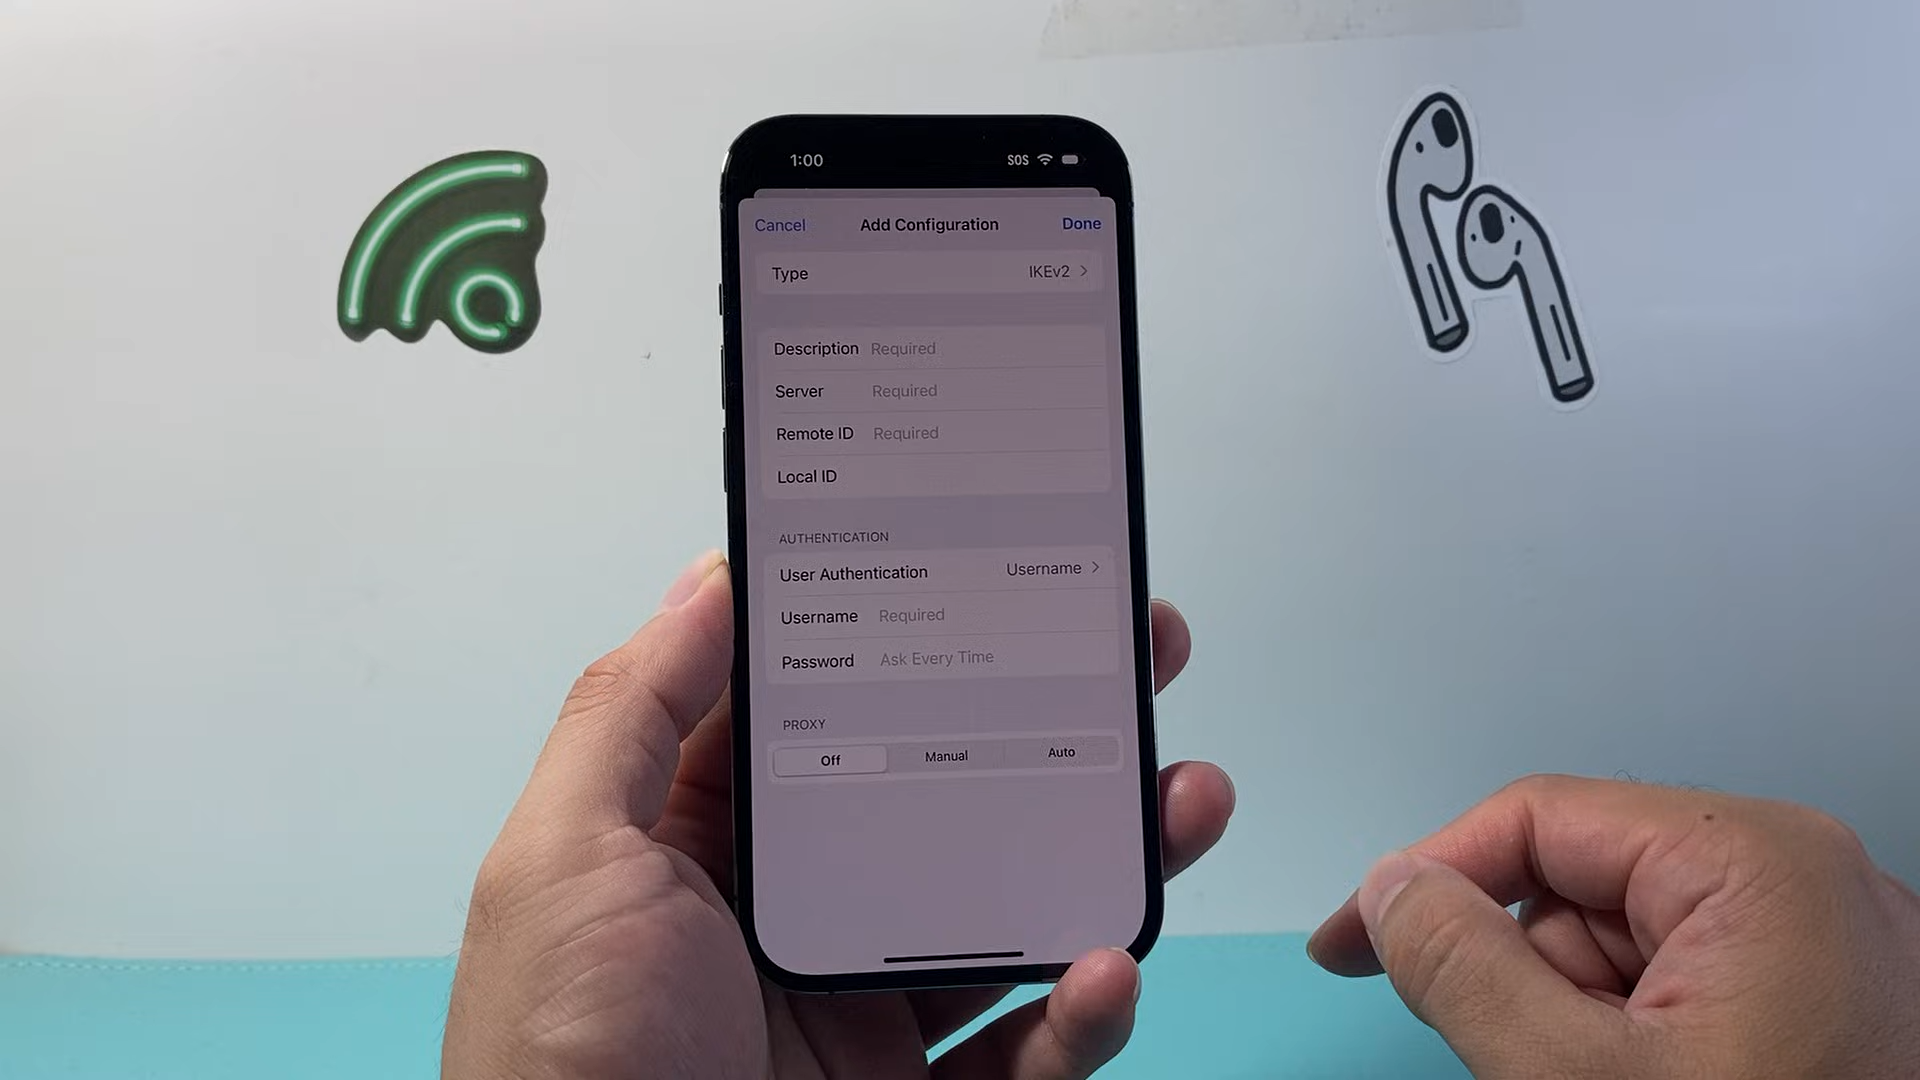 1:00 SOS
Cancel Add Configuration Done
Type IKEv2
Description Required
Server Required
Remote ID Required
Local ID
AUTHENTICATION
User Authentication Username
Username Required
Password Ask Every Time
PROXY
Off Manual Auto